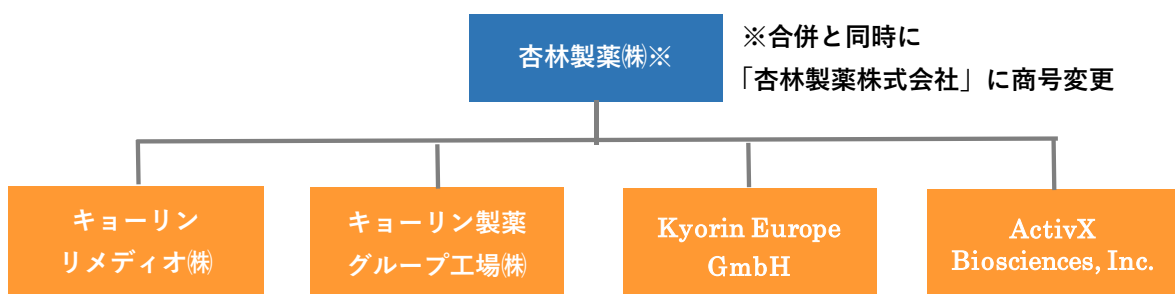 杏林製薬㈱※
※合併と同時に
「杏林製薬株式会社」に商号変更
キョーリン
リメディオ㈱
キョーリン製薬
グループ工場㈱
Kyorin Europe
GmbH
ActivX
Biosciences, Inc.